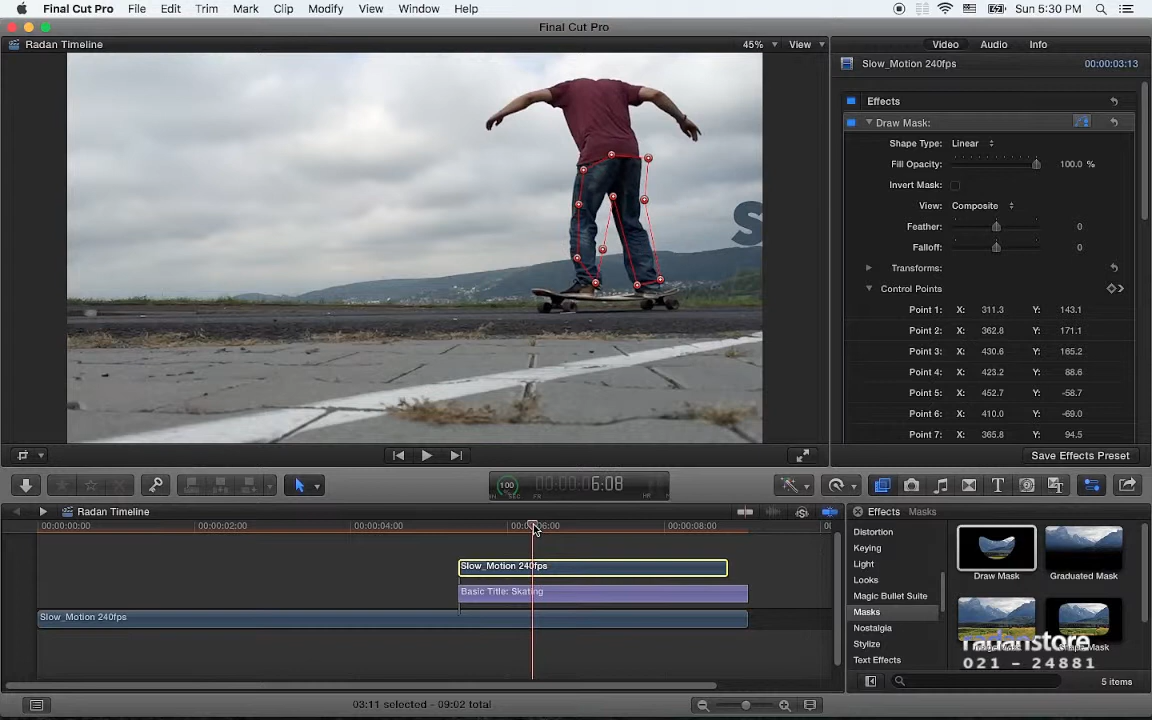 Final Cut Pro File Edit Trim Mark Clip Modify View Window Help Sun 5:30 PM
Final Cut Pro
Radan Timeline 45% View Video Audio Info
Slow_Motion 240fps 00:00:03:13
Effects
Draw Mask:
Shape Type: Linear
Fill Opacity: 100.0 %
Invert Mask:
View: Composite
Feather: 0
Falloff: 0
Transforms:
Control Points
Point 1: X: 311.3 Y: 143.1
Point 2: X: 362.8 Y: 171.1
Point 3: X: 430.6 Y: 165.2
Point 4: X: 423.2 Y: 88.6
Point 5: X: 452.7 Y: -58.7
Point 6: X: 410.0 Y: -69.0
Point 7: X: 365.8 Y: 94.5
S
Save Effects Preset
100 6:08
Radan Timeline
00:00:00:00 00:00:02:00 00:00:04:00 00:00:06:00 00:00:08:00
Slow_Motion 240fps
Basic Title: Skating
Slow_Motion 240fps
Effects Masks
Distortion
Keying
Light
Looks
Magic Bullet Suite
Masks
Nostalgia
Stylize
Text Effects
Draw Mask Graduated Mask
radanstore
021 - 24881
5 items
03:11 selected - 09:02 total